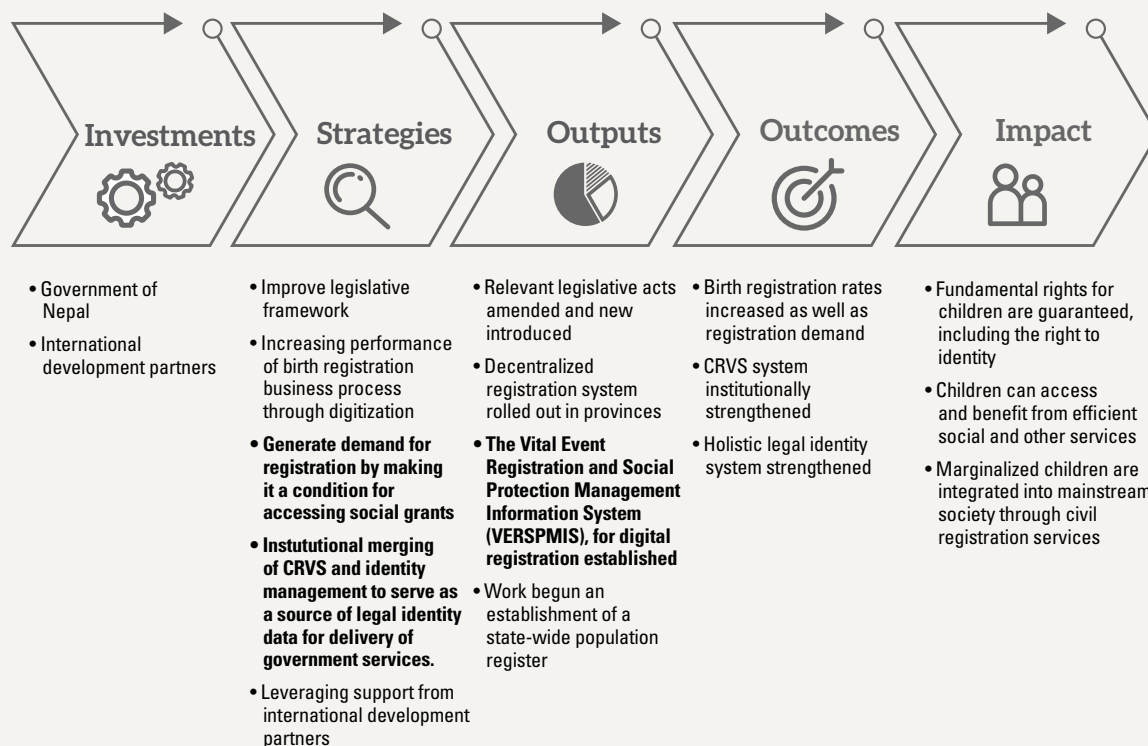 Investments
Strategies
Outputs
Outcomes
Impact
• Government of
Nepal
• International
development partners
• Improve legislative
framework
• Increasing performance
of birth registration
business process
through digitization
• Generate demand for
registration by making
it a condition for
accessing social grants
• Instutional merging
of CRVS and identity
management to serve as
a source of legal identity
data for delivery of
government services.
• Leveraging support from
international development
partners
• Relevant legislative acts
amended and new
introduced
• Decentralized
registration system
rolled out in provinces
• The Vital Event
Registration and Social
Protection Management
Information System
(VERSPMIS), for digital
registration established
• Work begun an
establishment of a
state-wide population
register
• Birth registration rates
increased as well as
registration demand
• CRVS system
institutionally
strengthened
• Holistic legal identity
system strengthened
• Fundamental rights for
children are guaranteed,
including the right to
identity
• Children can access
and benefit from efficient
social and other services
• Marginalized children are
integrated into mainstream
society through civil
registration services